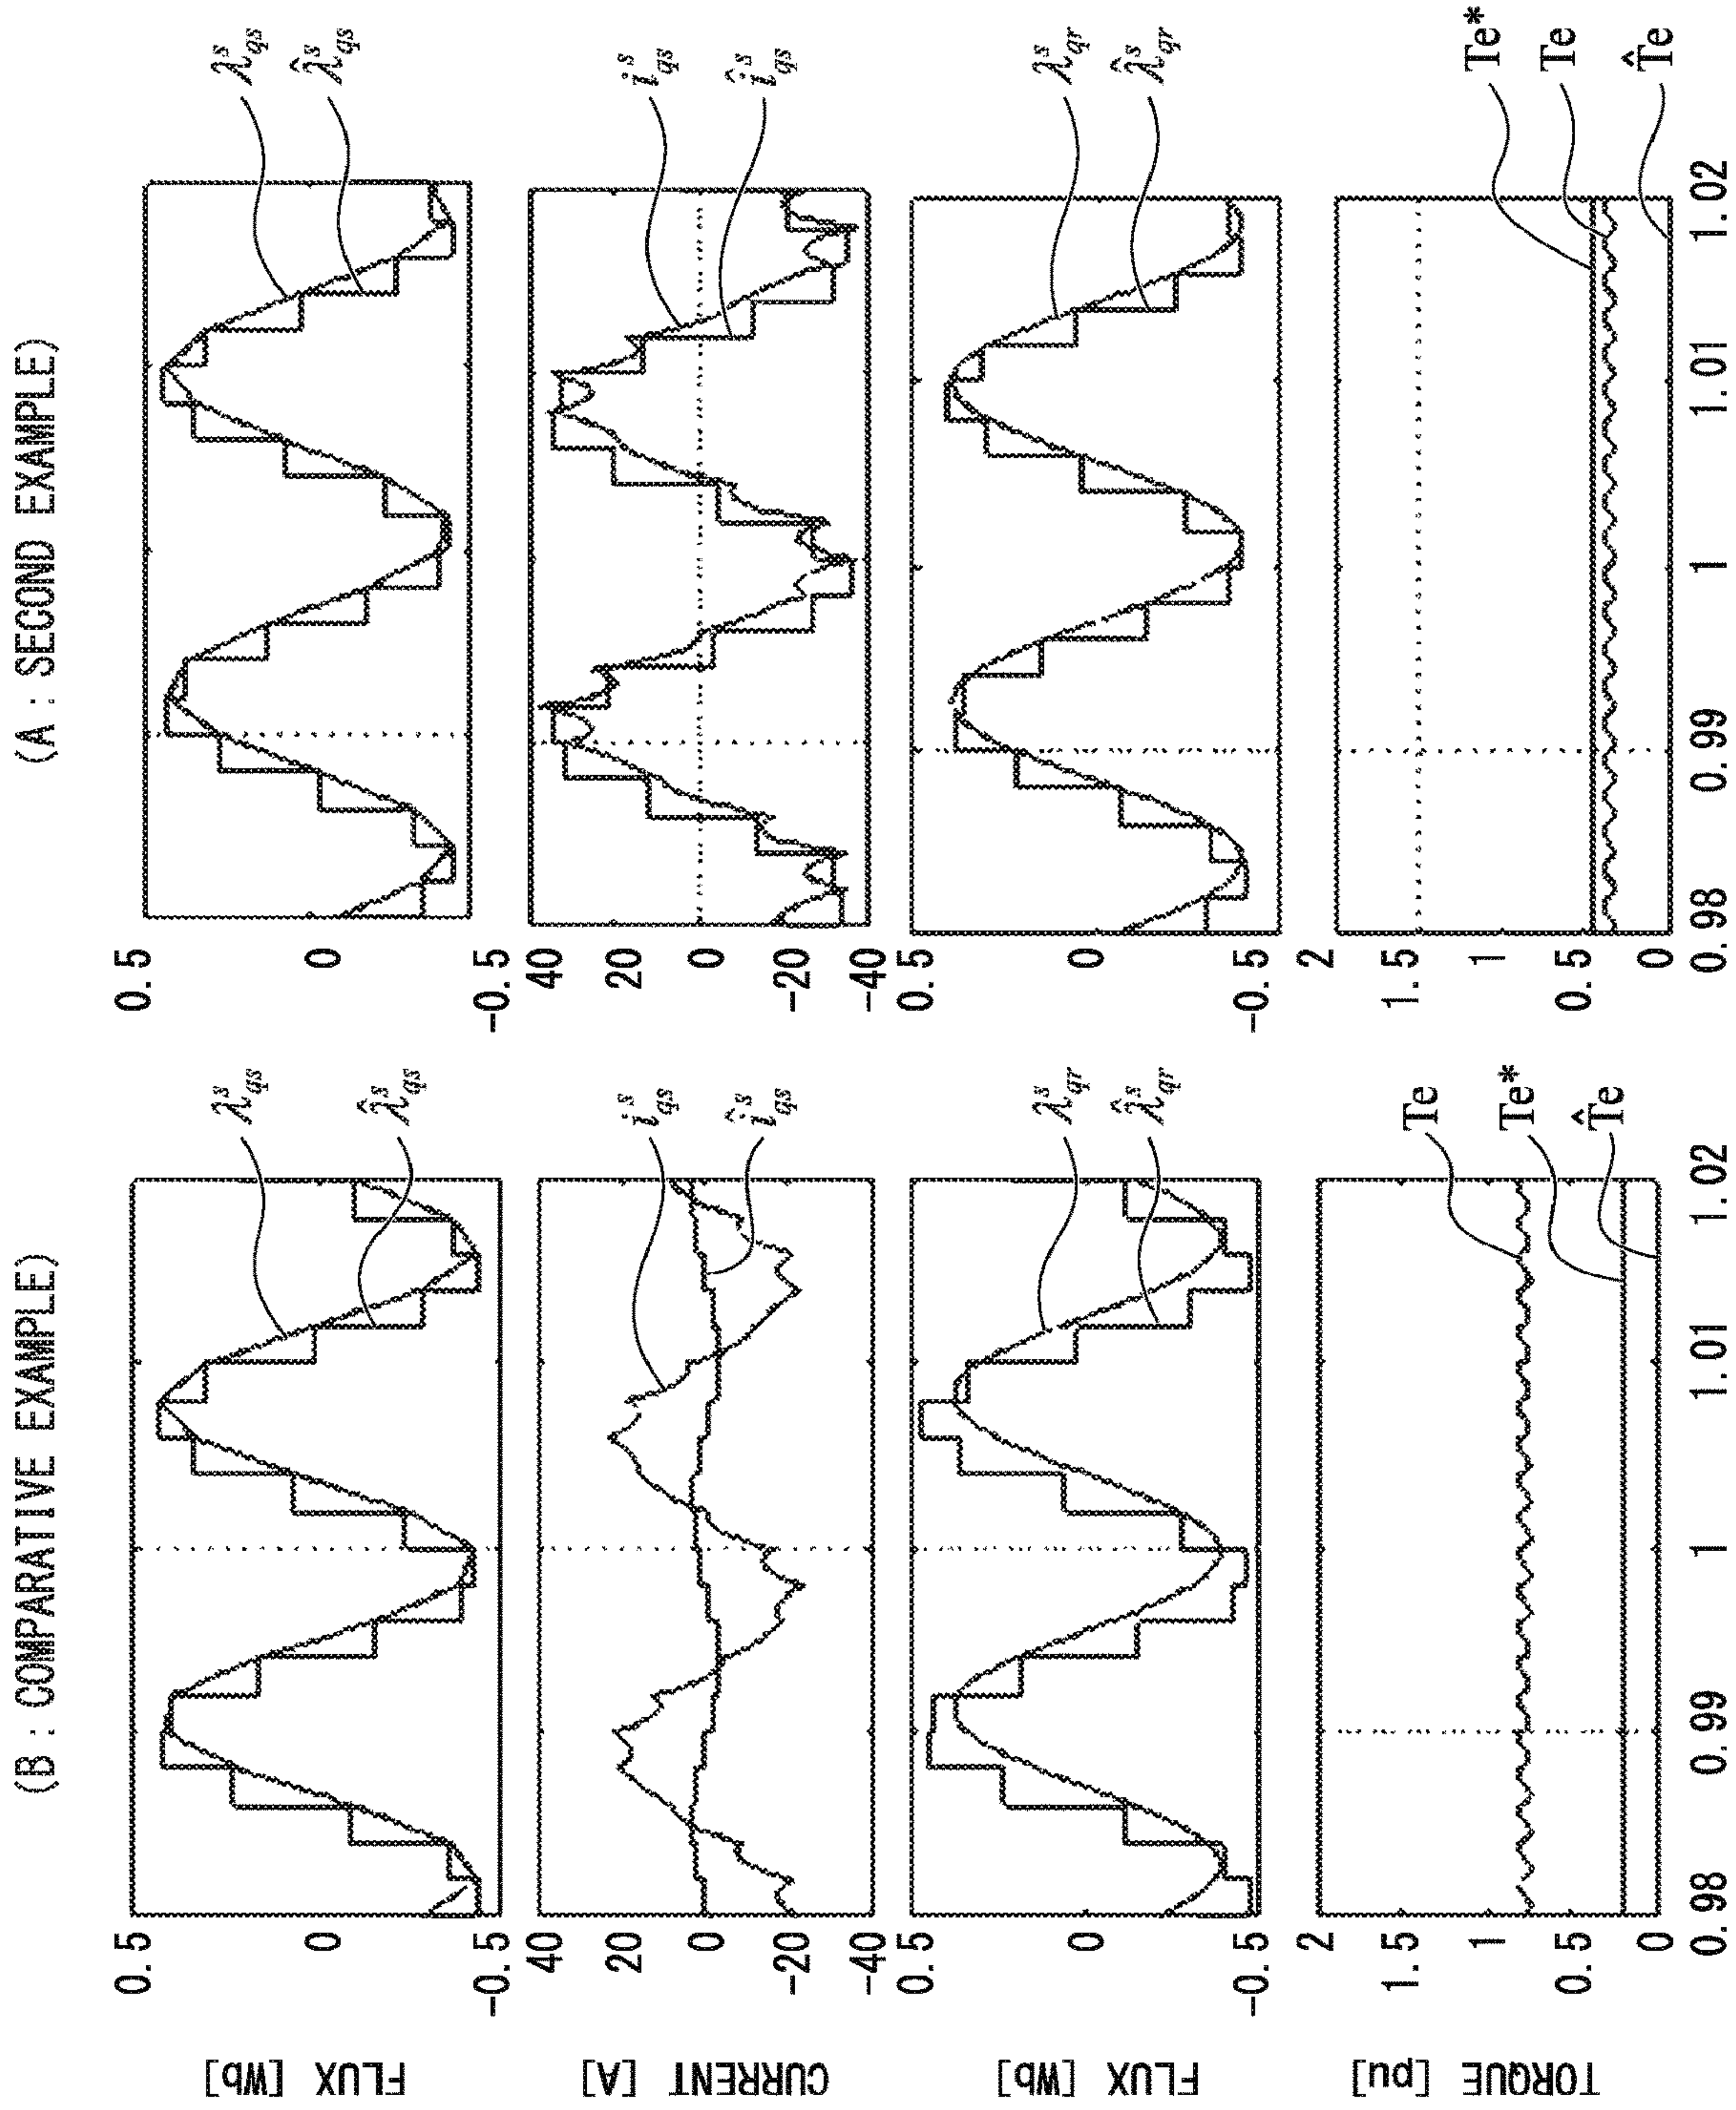 (B : COMPARATIVE EXAMPLE)
(A : SECOND EXAMPLE)
FLUX [Wb]
0.5
0
-0.5
λ^s_qs
λ̂^s_qs
0.5
0
-0.5
λ^s_qs
λ̂^s_qs
CURRENT [A]
40
20
0
-20
-40
i^s_qs
î^s_qs
40
20
0
-20
-40
i^s_qs
î^s_qs
FLUX [Wb]
0.5
0
-0.5
λ^s_qr
λ̂^s_qr
0.5
0
-0.5
λ^s_qr
λ̂^s_qr
TORQUE [pu]
2
1.5
1
0.5
0
Te
Te*
T̂e
2
1.5
1
0.5
0
Te*
Te
T̂e
0.98 0.99 1 1.01 1.02
0.98 0.99 1 1.01 1.02